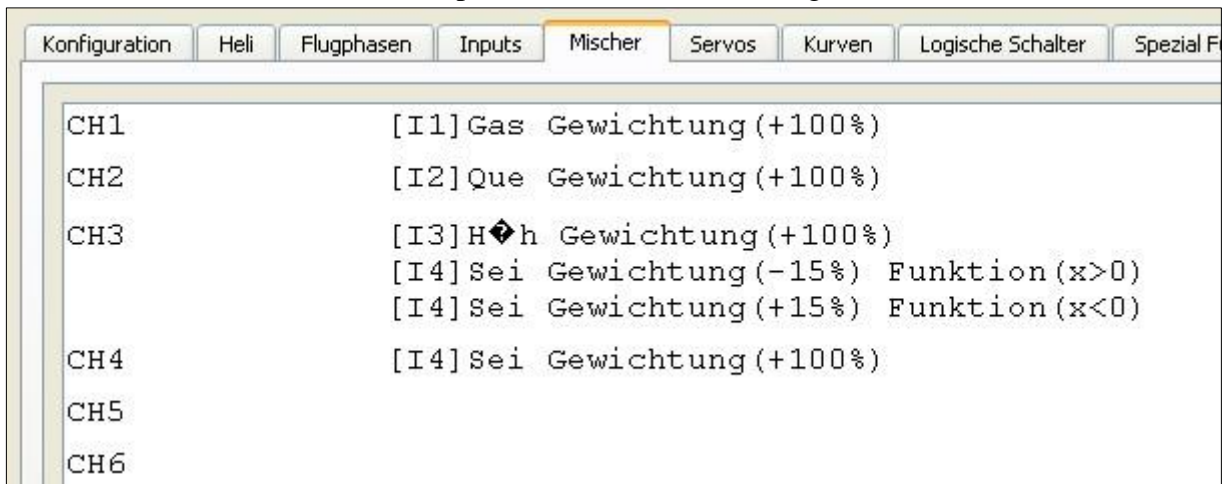 Konfiguration Heli Flugphasen Inputs Mischer Servos Kurven Logische Schalter Spezial F
CH1 [I1]Gas Gewichtung(+100%)
CH2 [I2]Que Gewichtung(+100%)
CH3 [I3]H�h Gewichtung(+100%)
[I4]Sei Gewichtung(-15%) Funktion(x>0)
[I4]Sei Gewichtung(+15%) Funktion(x<0)
CH4 [I4]Sei Gewichtung(+100%)
CH5
CH6